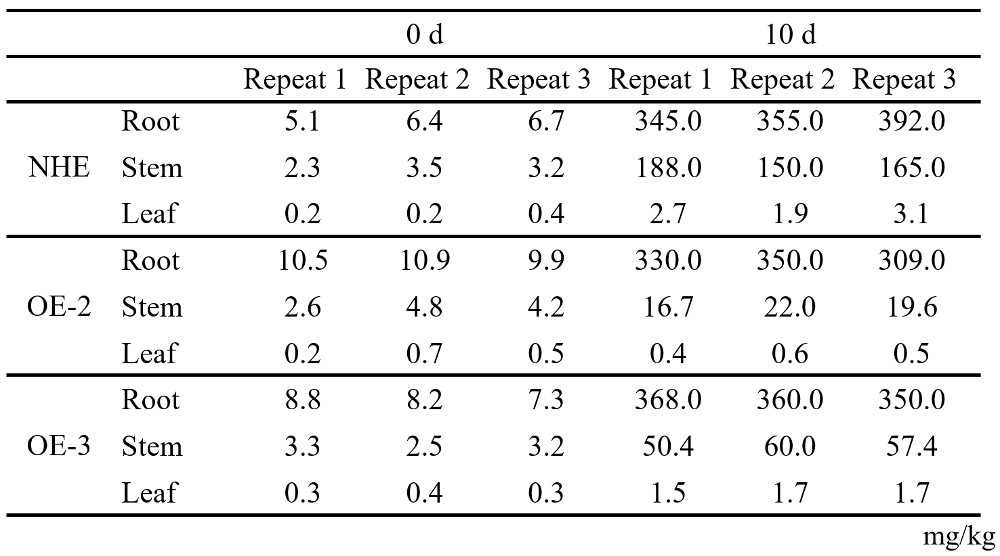 0 d 10 d
Repeat 1 Repeat 2 Repeat 3 Repeat 1 Repeat 2 Repeat 3
Root 5.1 6.4 6.7 345.0 355.0 392.0
NHE Stem 2.3 3.5 3.2 188.0 150.0 165.0
Leaf 0.2 0.2 0.4 2.7 1.9 3.1
Root 10.5 10.9 9.9 330.0 350.0 309.0
OE-2 Stem 2.6 4.8 4.2 16.7 22.0 19.6
Leaf 0.2 0.7 0.5 0.4 0.6 0.5
Root 8.8 8.2 7.3 368.0 360.0 350.0
OE-3 Stem 3.3 2.5 3.2 50.4 60.0 57.4
Leaf 0.3 0.4 0.3 1.5 1.7 1.7
mg/kg